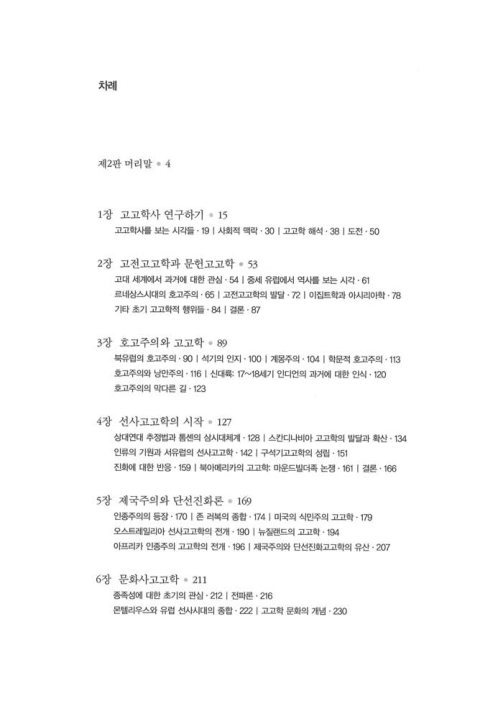 차례
제2판 머리말 • 4
1장 고고학사 연구하기 • 15
고고학사를 보는 시각들 · 19 | 사회적 맥락 · 30 | 고고학 해석 · 38 | 도전 · 50
2장 고전고고학과 문헌고고학 • 53
고대 세계에서 과거에 대한 관심 · 54 | 중세 유럽에서 역사를 보는 시각 · 61
르네상스시대의 호고주의 · 65 | 고전고고학의 발달 · 72 | 이집트학과 아시리아학 · 78
기타 초기 고고학적 행위들 · 84 | 결론 · 87
3장 호고주의와 고고학 • 89
북유럽의 호고주의 · 90 | 석기의 인지 · 100 | 계몽주의 · 104 | 학문적 호고주의 · 113
호고주의와 낭만주의 · 116 | 신대륙: 17~18세기 인디언의 과거에 대한 인식 · 120
호고주의의 막다른 길 · 123
4장 선사고고학의 시작 • 127
상대연대 추정법과 톰센의 삼시대체계 · 128 | 스칸디나비아 고고학의 발달과 확산 · 134
인류의 기원과 서유럽의 선사고고학 · 142 | 구석기고고학의 성립 · 151
진화에 대한 반응 · 159 | 북아메리카의 고고학: 마운드빌더족 논쟁 · 161 | 결론 · 166
5장 제국주의와 단선진화론 • 169
인종주의의 등장 · 170 | 존 러복의 종합 · 174 | 미국의 식민주의 고고학 · 179
오스트레일리아 선사고고학의 전개 · 190 | 뉴질랜드의 고고학 · 194
아프리카 인종주의 고고학의 전개 · 196 | 제국주의와 단선진화고고학의 유산 · 207
6장 문화사고고학 • 211
종족성에 대한 초기의 관심 · 212 | 전파론 · 216
몬텔리우스와 유럽 선사시대의 종합 · 222 | 고고학 문화의 개념 · 230